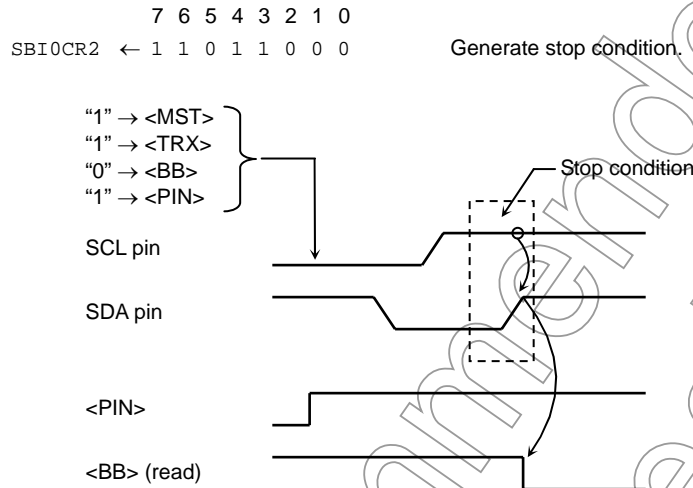 7 6 5 4 3 2 1 0
SBI0CR2 ← 1 1 0 1 1 0 0 0 Generate stop condition.
“1” → <MST>
“1” → <TRX>
“0” → <BB>
“1” → <PIN>
Stop condition
SCL pin
SDA pin
<PIN>
<BB> (read)